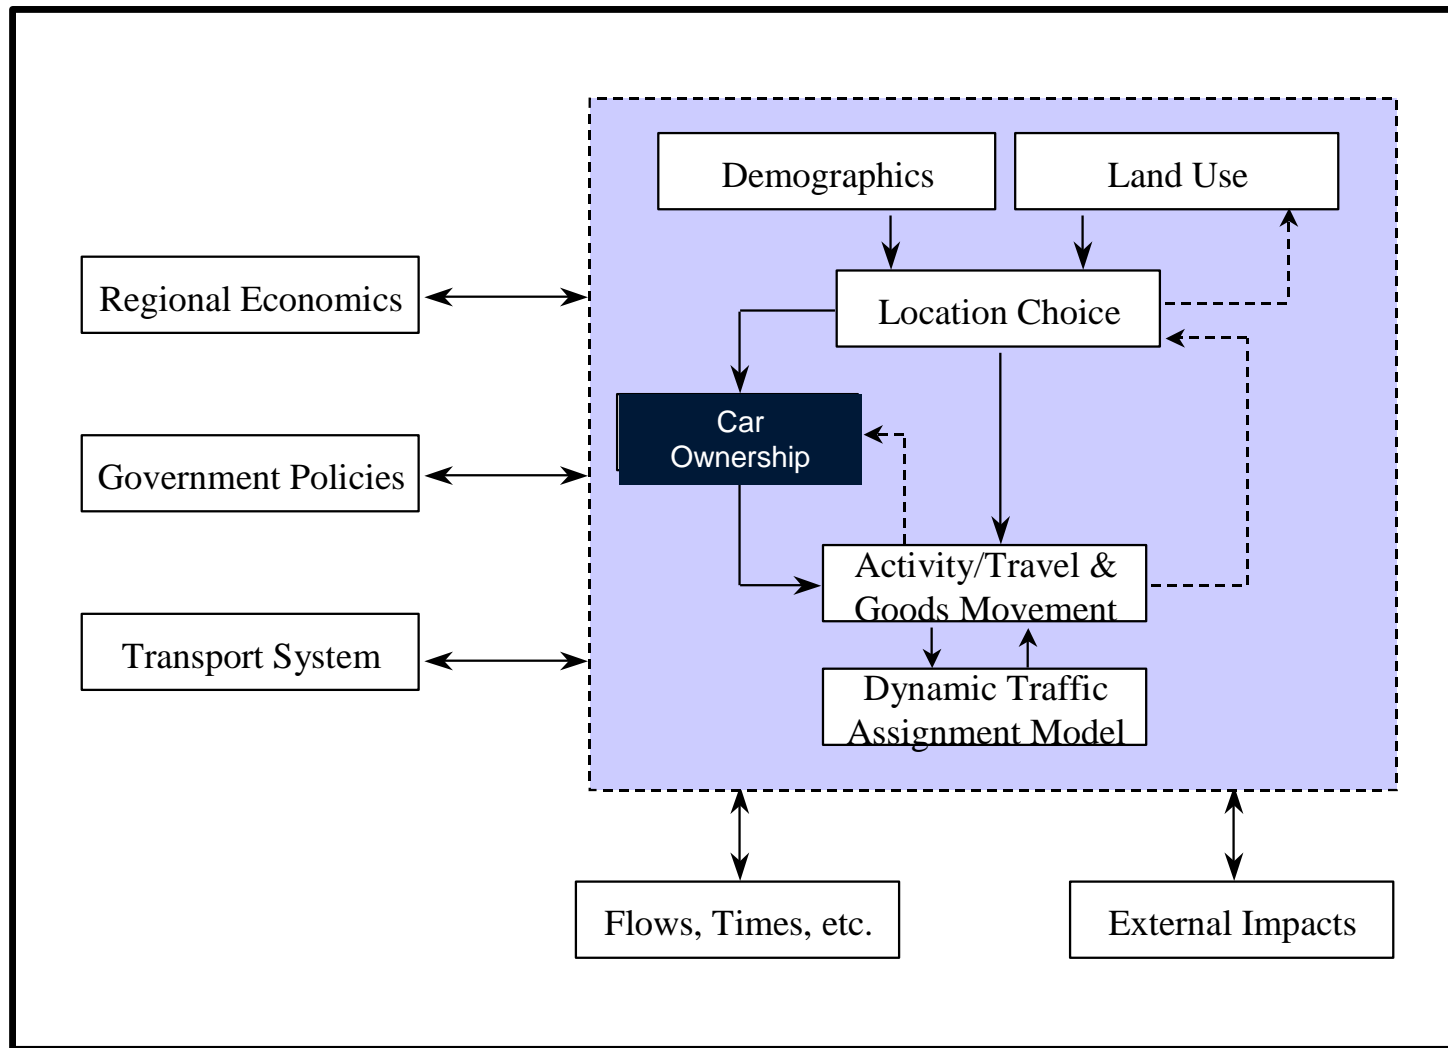 Demographics
Land Use
Regional Economics
Location Choice
Car
Ownership
Government Policies
Activity/Travel &
Goods Movement
Transport System
Dynamic Traffic
Assignment Model
Flows, Times, etc.
External Impacts